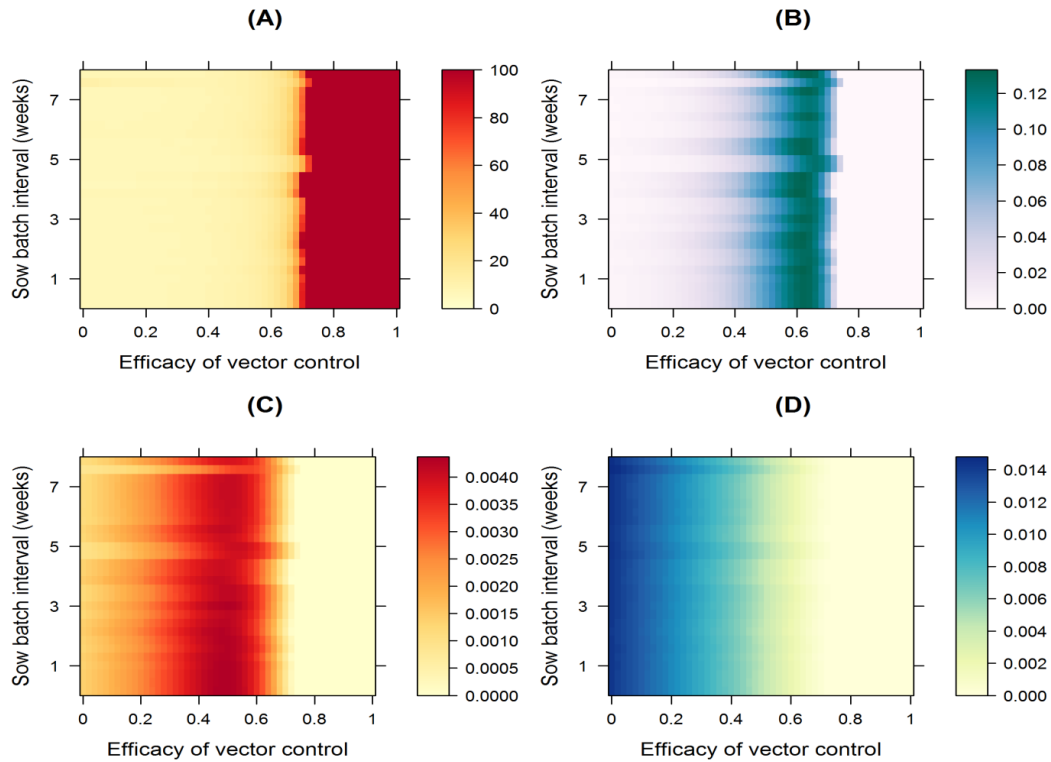 (A)
Sow batch interval (weeks)
7
5
3
1
0 0.2 0.4 0.6 0.8 1
Efficacy of vector control
100
80
60
40
20
0
(B)
Sow batch interval (weeks)
7
5
3
1
0 0.2 0.4 0.6 0.8 1
Efficacy of vector control
0.12
0.10
0.08
0.06
0.04
0.02
0.00
(C)
Sow batch interval (weeks)
7
5
3
1
0 0.2 0.4 0.6 0.8 1
Efficacy of vector control
0.0040
0.0035
0.0030
0.0025
0.0020
0.0015
0.0010
0.0005
0.0000
(D)
Sow batch interval (weeks)
7
5
3
1
0 0.2 0.4 0.6 0.8 1
Efficacy of vector control
0.014
0.012
0.010
0.008
0.006
0.004
0.002
0.000